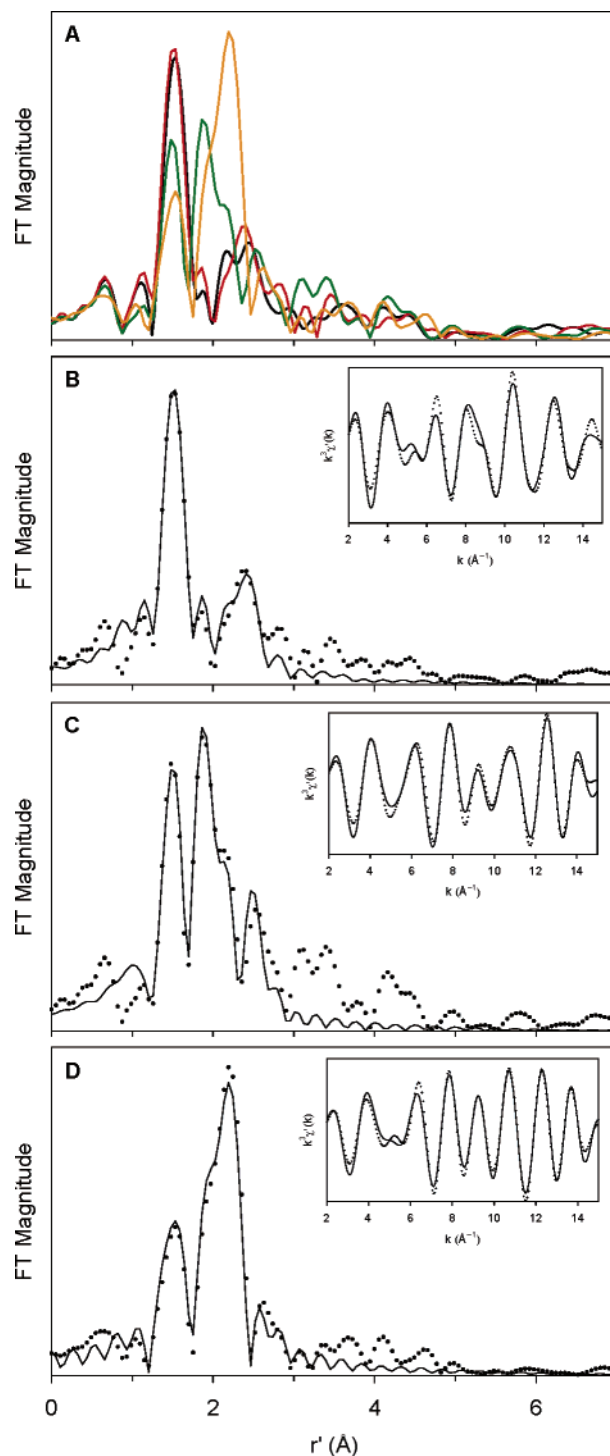 A
FT Magnitude
B
FT Magnitude
k³χ'(k)
2 4 6 8 10 12 14
k (Å⁻¹)
C
FT Magnitude
k³χ'(k)
2 4 6 8 10 12 14
k (Å⁻¹)
D
FT Magnitude
k³χ'(k)
2 4 6 8 10 12 14
k (Å⁻¹)
0 2 4 6
r' (Å)